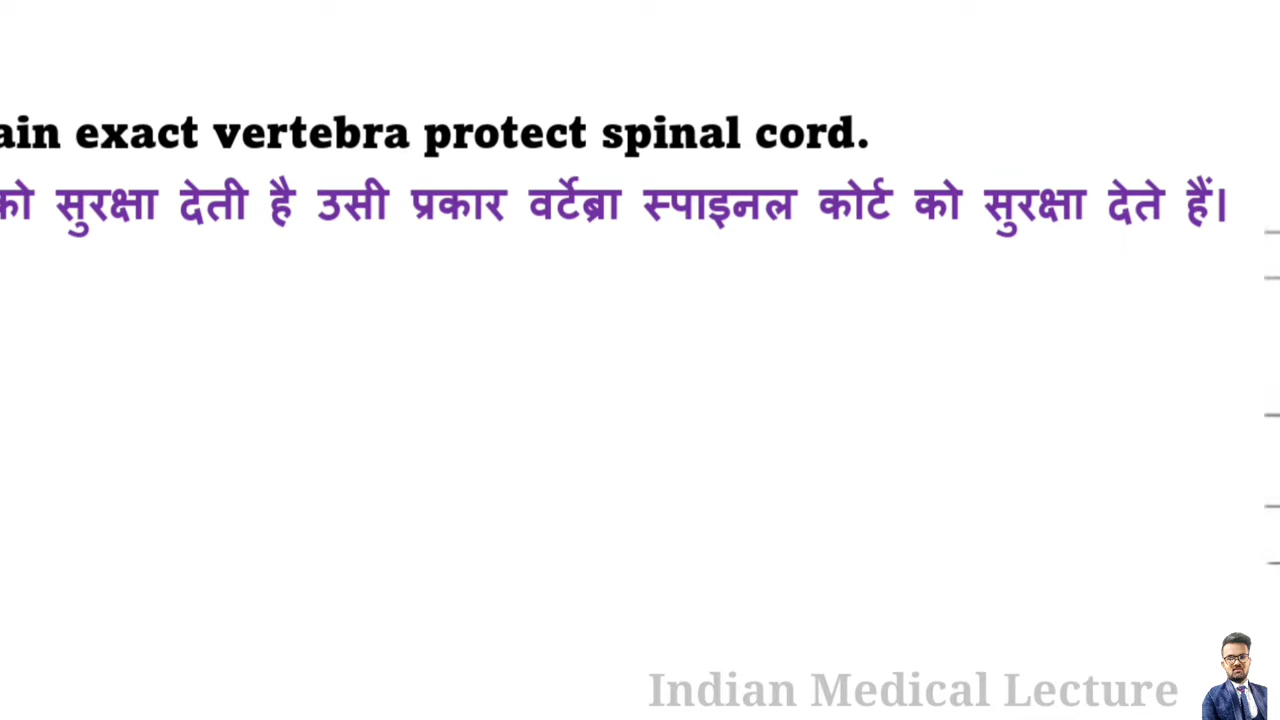 ain exact vertebra protect spinal cord.
को सुरक्षा देती है उसी प्रकार वर्टेब्रा स्पाइनल कोर्ट को सुरक्षा देते हैं।
Indian Medical Lecture